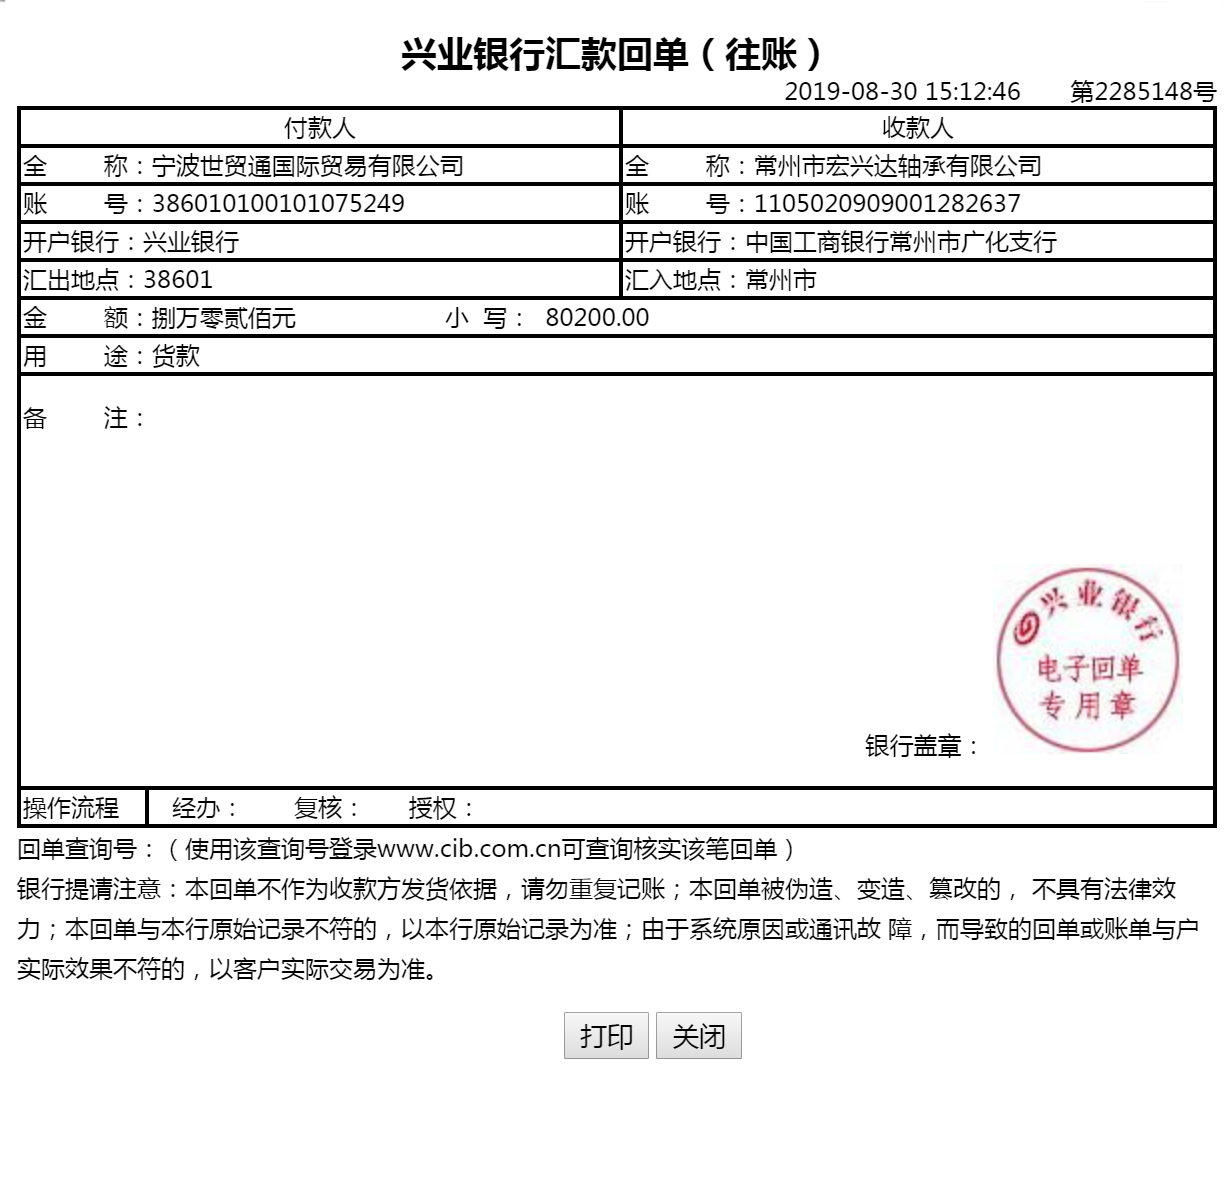 兴业银行汇款回单（往账）
2019-08-30 15:12:46 第2285148号
付款人 收款人
全 称：宁波世贸通国际贸易有限公司 全 称：常州市宏兴达轴承有限公司
账 号：386010100101075249 账 号：1105020909001282637
开户银行：兴业银行 开户银行：中国工商银行常州市广化支行
汇出地点：38601 汇入地点：常州市
金 额：捌万零贰佰元 小 写： 80200.00
用 途：货款
备 注：
兴业银行
电子回单
专用章
银行盖章：
操作流程 经办： 复核： 授权：
回单查询号：（使用该查询号登录www.cib.com.cn可查询核实该笔回单）
银行提请注意：本回单不作为收款方发货依据，请勿重复记账；本回单被伪造、变造、篡改的， 不具有法律效
力；本回单与本行原始记录不符的，以本行原始记录为准；由于系统原因或通讯故 障，而导致的回单或账单与户
实际效果不符的，以客户实际交易为准。
打印 关闭